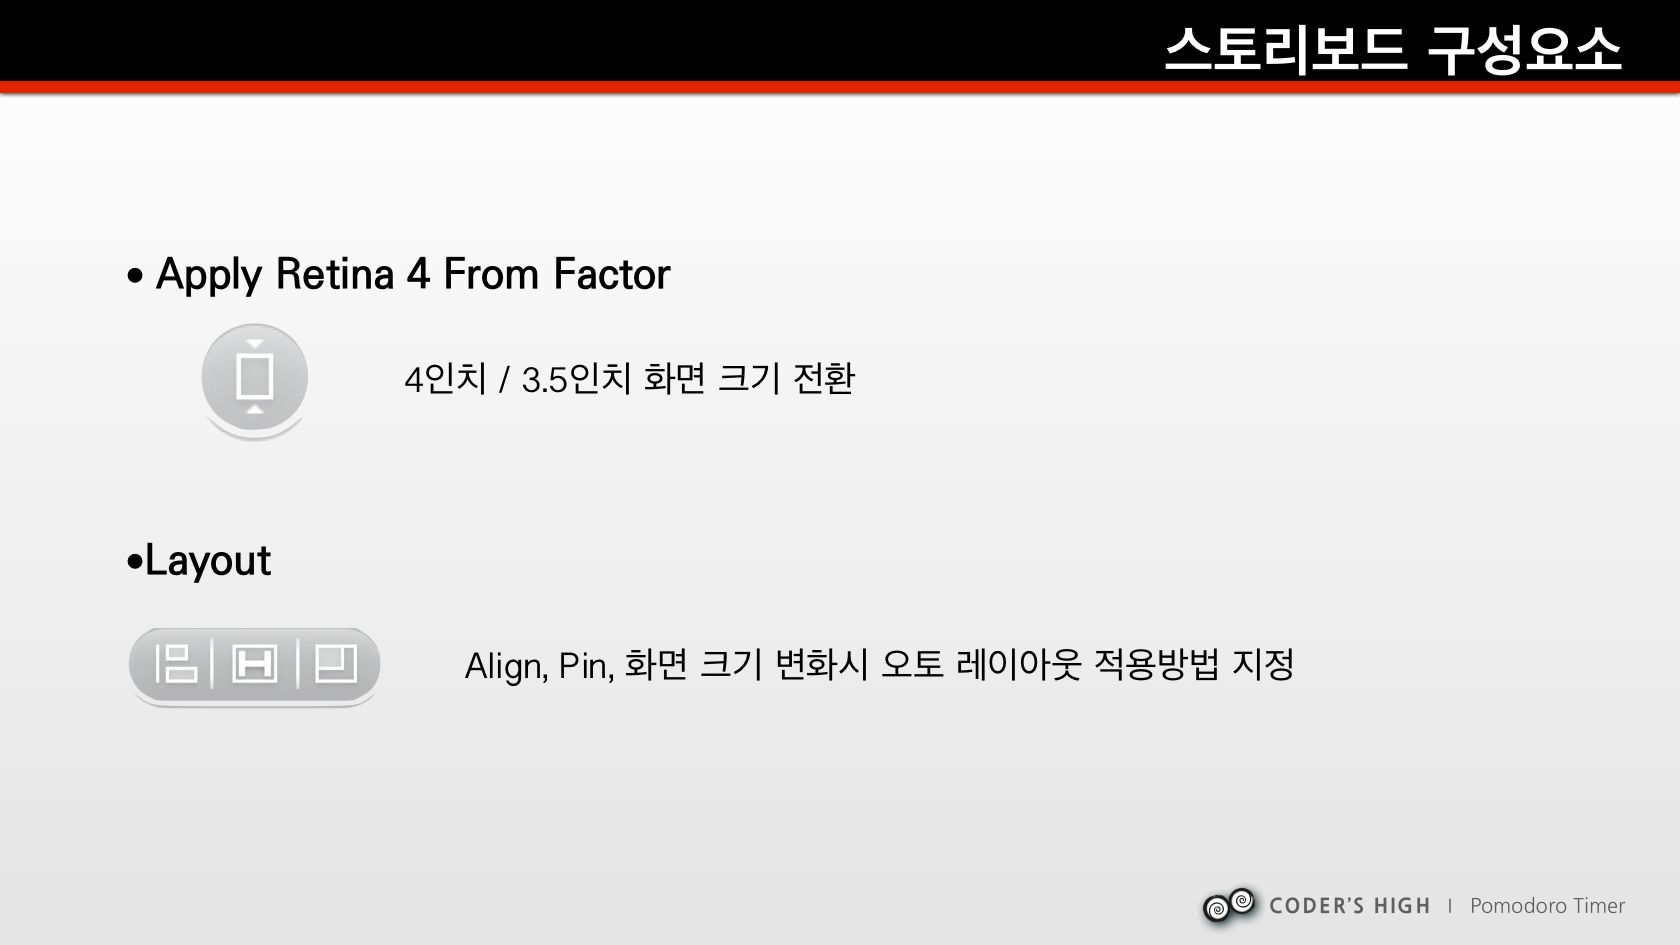 스토리보드 구성요소
• Apply Retina 4 From Factor
4인치 / 3.5인치 화면 크기 전환
•Layout
Align, Pin, 화면 크기 변화시 오토 레이아웃 적용방법 지정
CODER'S HIGH | Pomodoro Timer